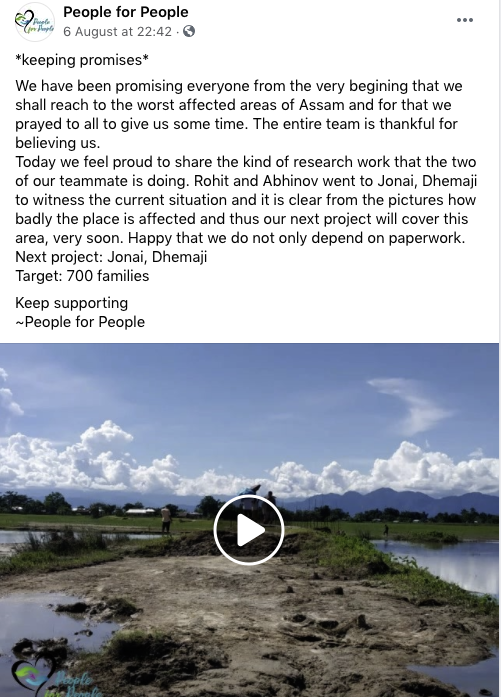 People for People
People for People
6 August at 22:42 ·
*keeping promises*
We have been promising everyone from the very begining that we
shall reach to the worst affected areas of Assam and for that we
prayed to all to give us some time. The entire team is thankful for
believing us.
Today we feel proud to share the kind of research work that the two
of our teammate is doing. Rohit and Abhinov went to Jonai, Dhemaji
to witness the current situation and it is clear from the pictures how
badly the place is affected and thus our next project will cover this
area, very soon. Happy that we do not only depend on paperwork.
Next project: Jonai, Dhemaji
Target: 700 families
Keep supporting
~People for People
People
for People